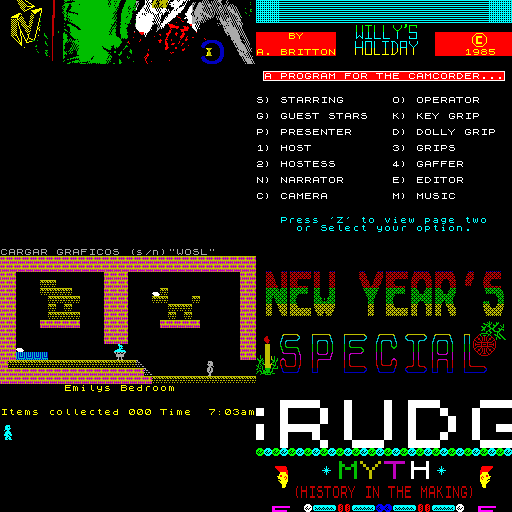 BY
A. BRITTON
WILLY'S
HOLIDAY
©
1985
A PROGRAM FOR THE CAMCORDER...
S) STARRING
O) OPERATOR
G) GUEST STARS
K) KEY GRIP
P) PRESENTER
D) DOLLY GRIP
1) HOST
3) GRIPS
2) HOSTESS
4) GAFFER
N) NARRATOR
E) EDITOR
C) CAMERA
M) MUSIC
Press 'Z' to view page two
or Select your option.
CARGAR GRAFICOS (s/n)"WOSL"
Emilys Bedroom
Items collected 000 Time 7:03am
NEW YEAR'S
SPECIAL
RUDG
MYTH
(HISTORY IN THE MAKING)